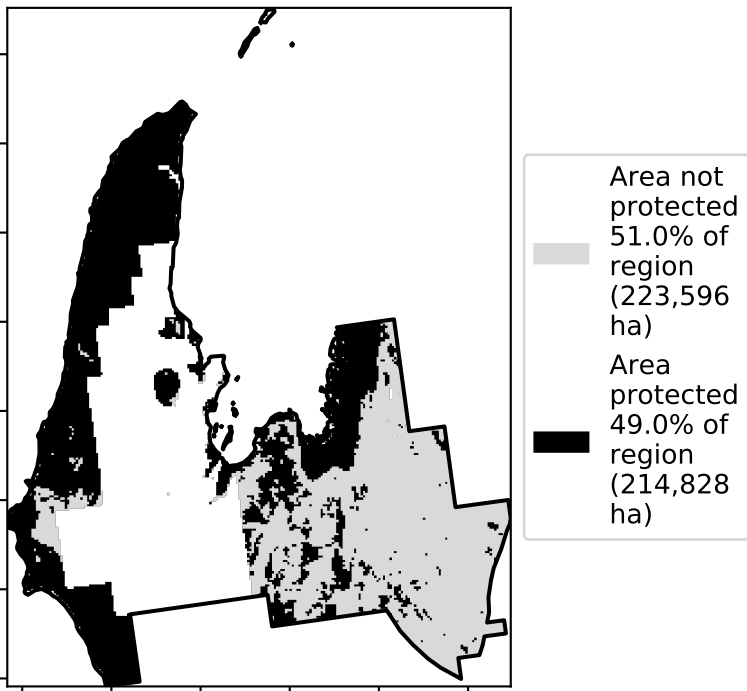 Area not
protected
51.0% of
region
(223,596
ha)
Area
protected
49.0% of
region
(214,828
ha)